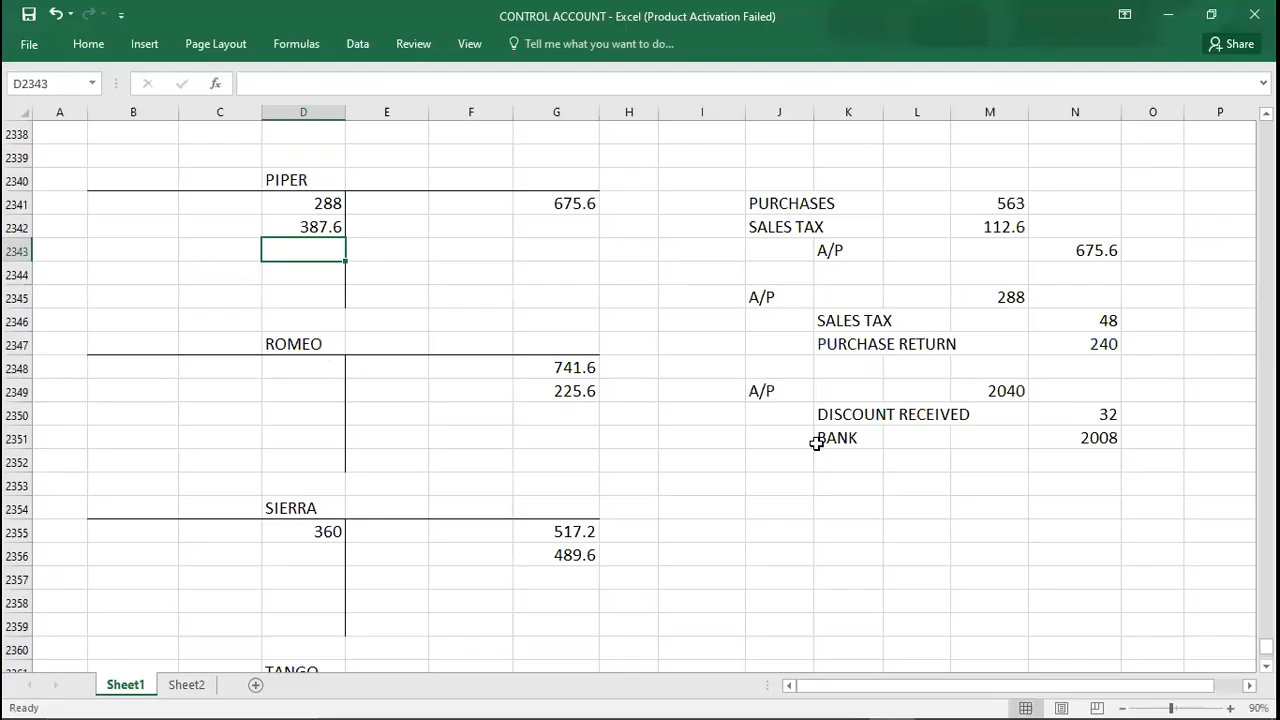 CONTROL ACCOUNT - Excel (Product Activation Failed)
File Home Insert Page Layout Formulas Data Review View Tell me what you want to do... Share
D2343 fx
A B C D E F G H I J K L M N O P
2338
2339
2340 PIPER
2341 288 675.6 PURCHASES 563
2342 387.6 SALES TAX 112.6
2343 A/P 675.6
2344
2345 A/P 288
2346 SALES TAX 48
2347 ROMEO PURCHASE RETURN 240
2348 741.6
2349 225.6 A/P 2040
2350 DISCOUNT RECEIVED 32
2351 BANK 2008
2352
2353
2354 SIERRA
2355 360 517.2
2356 489.6
2357
2358
2359
2360
2361 TANGO
Sheet1 Sheet2
Ready 90%